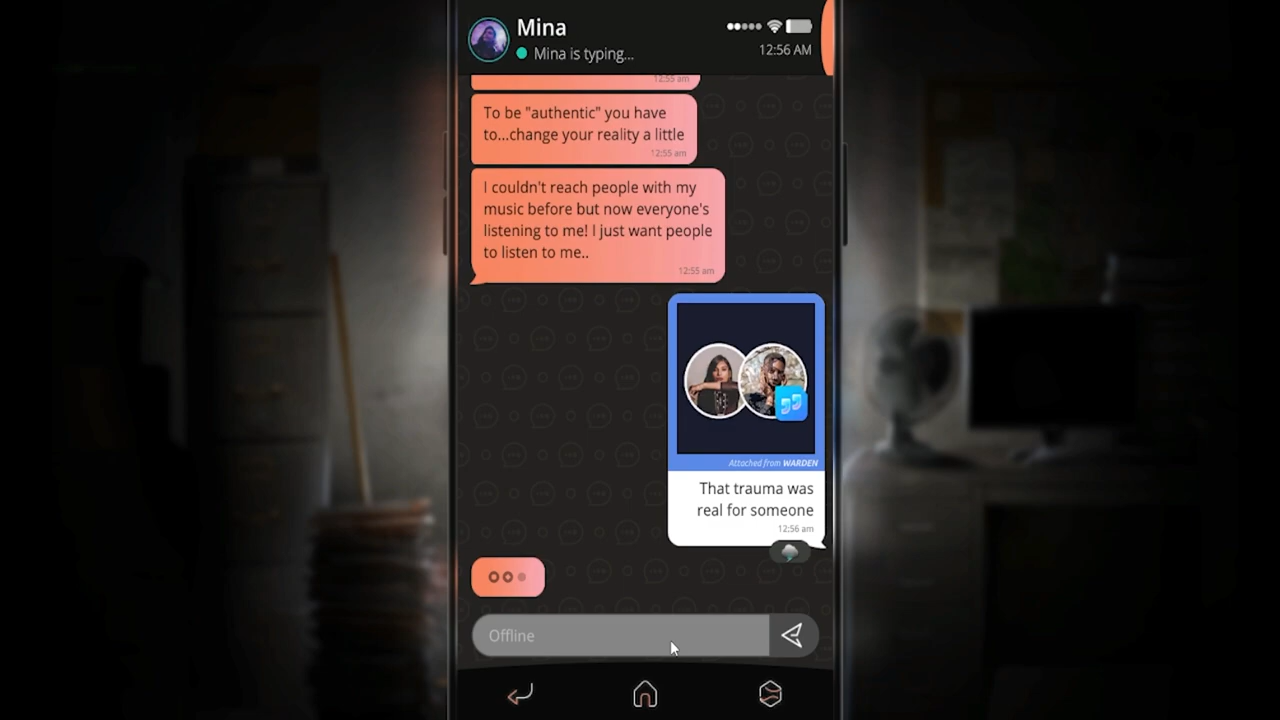 Mina
Mina is typing...
12:56 AM
12:55 am
To be "authentic" you have
to...change your reality a little
12:55 am
I couldn't reach people with my
music before but now everyone's
listening to me! I just want people
to listen to me..
12:55 am
Attached from WARDEN
That trauma was
real for someone
12:56 am
Offline